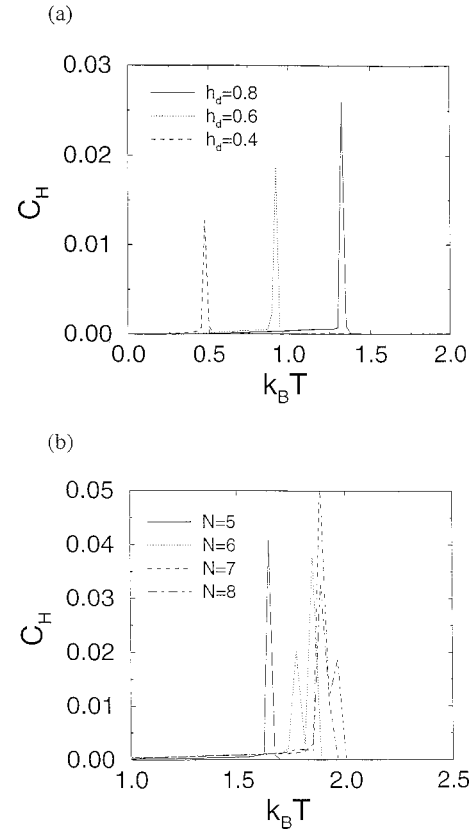 (a)
0.03
h_d=0.8
h_d=0.6
h_d=0.4
0.02
C_H
0.01
0.00
0.0 0.5 1.0 1.5 2.0
k_BT
(b)
0.05
N=5
0.04
N=6
N=7
0.03
N=8
C_H
0.02
0.01
0.00
1.0 1.5 2.0 2.5
k_BT